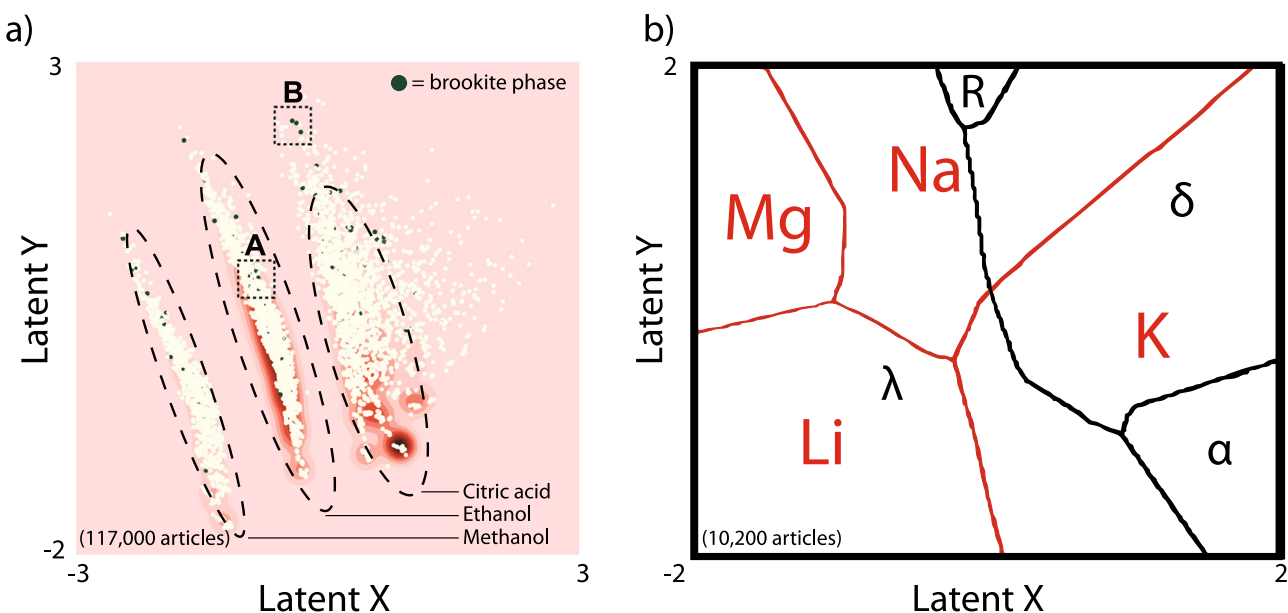 a)
3
= brookite phase
B
A
Latent Y
Citric acid
Ethanol
Methanol
(117,000 articles)
-2
-3
3
Latent X
b)
2
R
Na
Mg
δ
K
λ
Li
α
Latent Y
(10,200 articles)
-2
2
Latent X